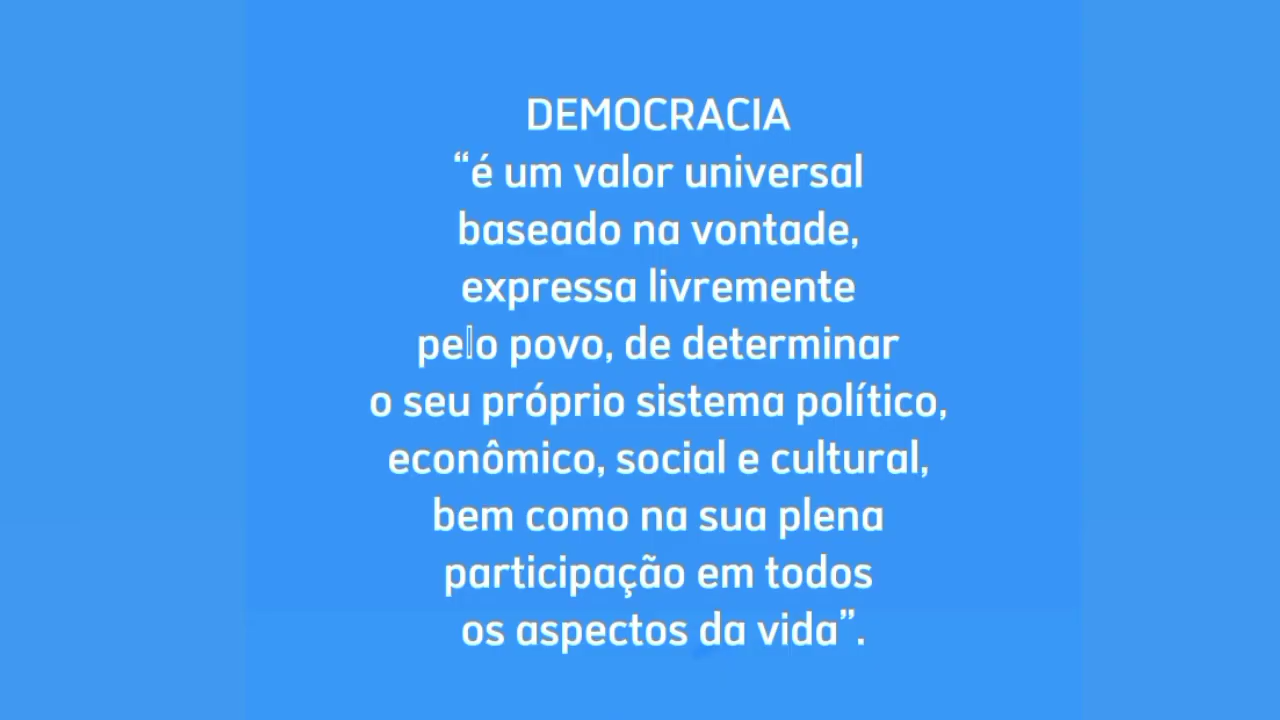 DEMOCRACIA
“é um valor universal
baseado na vontade,
expressa livremente
pe▯o povo, de determinar
o seu próprio sistema político,
econômico, social e cultural,
bem como na sua plena
participação em todos
os aspectos da vida”.